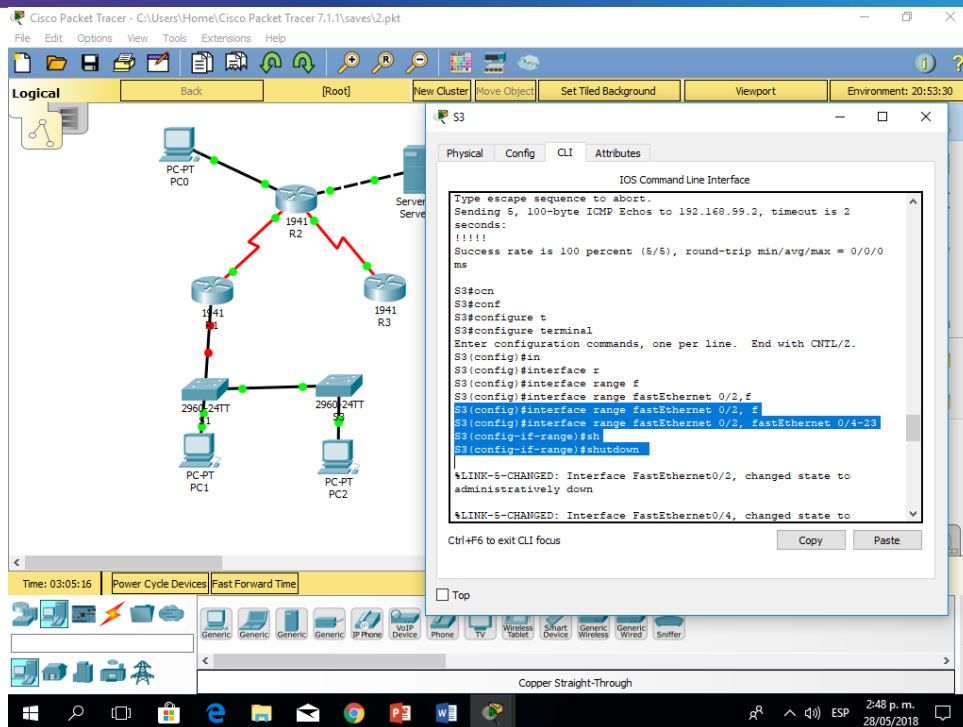 Cisco Packet Tracer - C:\Users\Home\Cisco Packet Tracer 7.1.1\saves\2.pkt
File Edit Options View Tools Extensions Help
Logical Back [Root] New Cluster Move Object Set Tiled Background Viewport Environment: 20:53:30
S3
Physical Config CLI Attributes
IOS Command Line Interface
Type escape sequence to abort.
Sending 5, 100-byte ICMP Echos to 192.168.99.2, timeout is 2
seconds:
!!!!!
Success rate is 100 percent (5/5), round-trip min/avg/max = 0/0/0
ms
S3#ocn
S3#conf
S3#configure t
S3#configure terminal
Enter configuration commands, one per line. End with CNTL/Z.
S3(config)#in
S3(config)#interface r
S3(config)#interface range f
S3(config)#interface range fastEthernet 0/2,f
S3(config)#interface range fastEthernet 0/2, f
S3(config)#interface range fastEthernet 0/2, fastEthernet 0/4-23
S3(config-if-range)#sh
S3(config-if-range)#shutdown
%LINK-5-CHANGED: Interface FastEthernet0/2, changed state to
administratively down
%LINK-5-CHANGED: Interface FastEthernet0/4, changed state to
Ctrl+F6 to exit CLI focus
Copy Paste
Top
PC-PT
PC0
Server
Serve
1941
R2
1941
R1
1941
R3
2960-24TT
S1
2960-24TT
S3
PC-PT
PC1
PC-PT
PC2
Time: 03:05:16 Power Cycle Devices Fast Forward Time
Generic Generic Generic Generic IP Phone VoIP Device Phone TV Wireless Tablet Smart Device Generic Wireless Generic Wired Sniffer
Copper Straight-Through
ESP
2:48 p. m.
28/05/2018